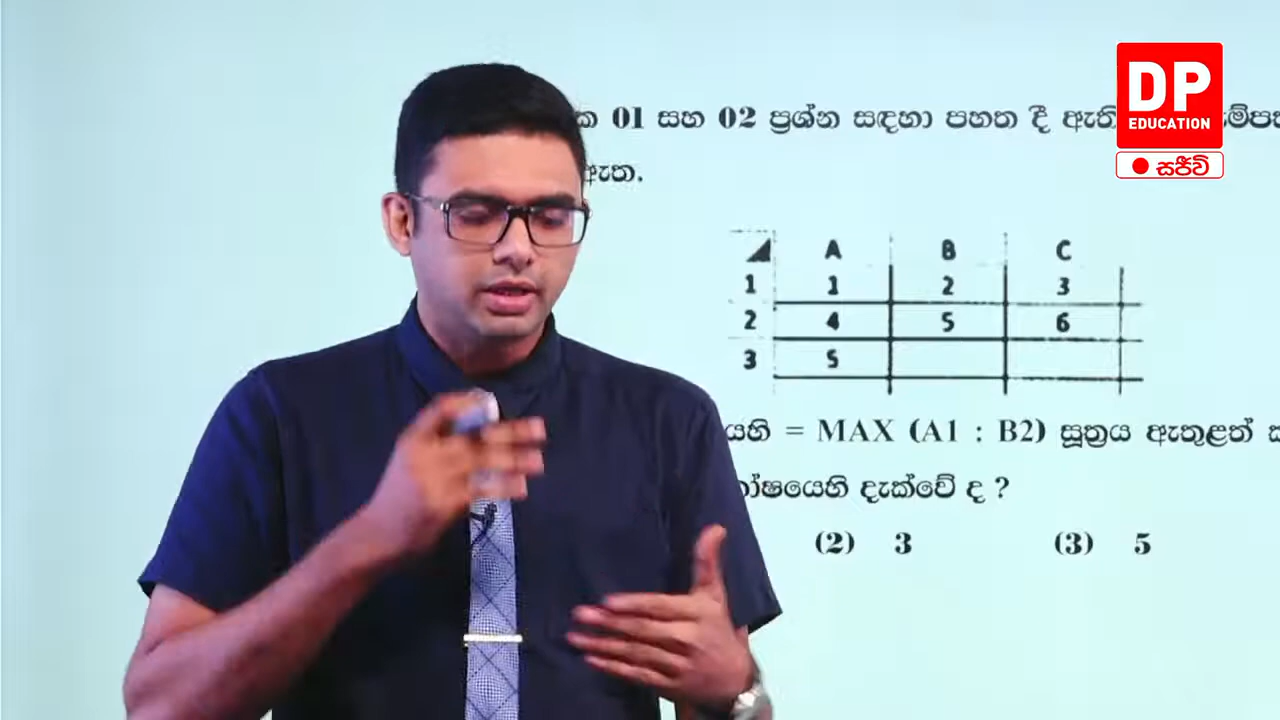 DP
EDUCATION
සජීවි
ක 01 සහ 02 ප්‍රශ්න සඳහා පහත දී ඇති
ඇත.
A B C
1 1 2 3
2 4 5 6
3 5
යෙහි = MAX (A1 : B2) සූත්‍රය ඇතුළත්
කෝෂයෙහි දැක්වේ ද ?
(2) 3 (3) 5